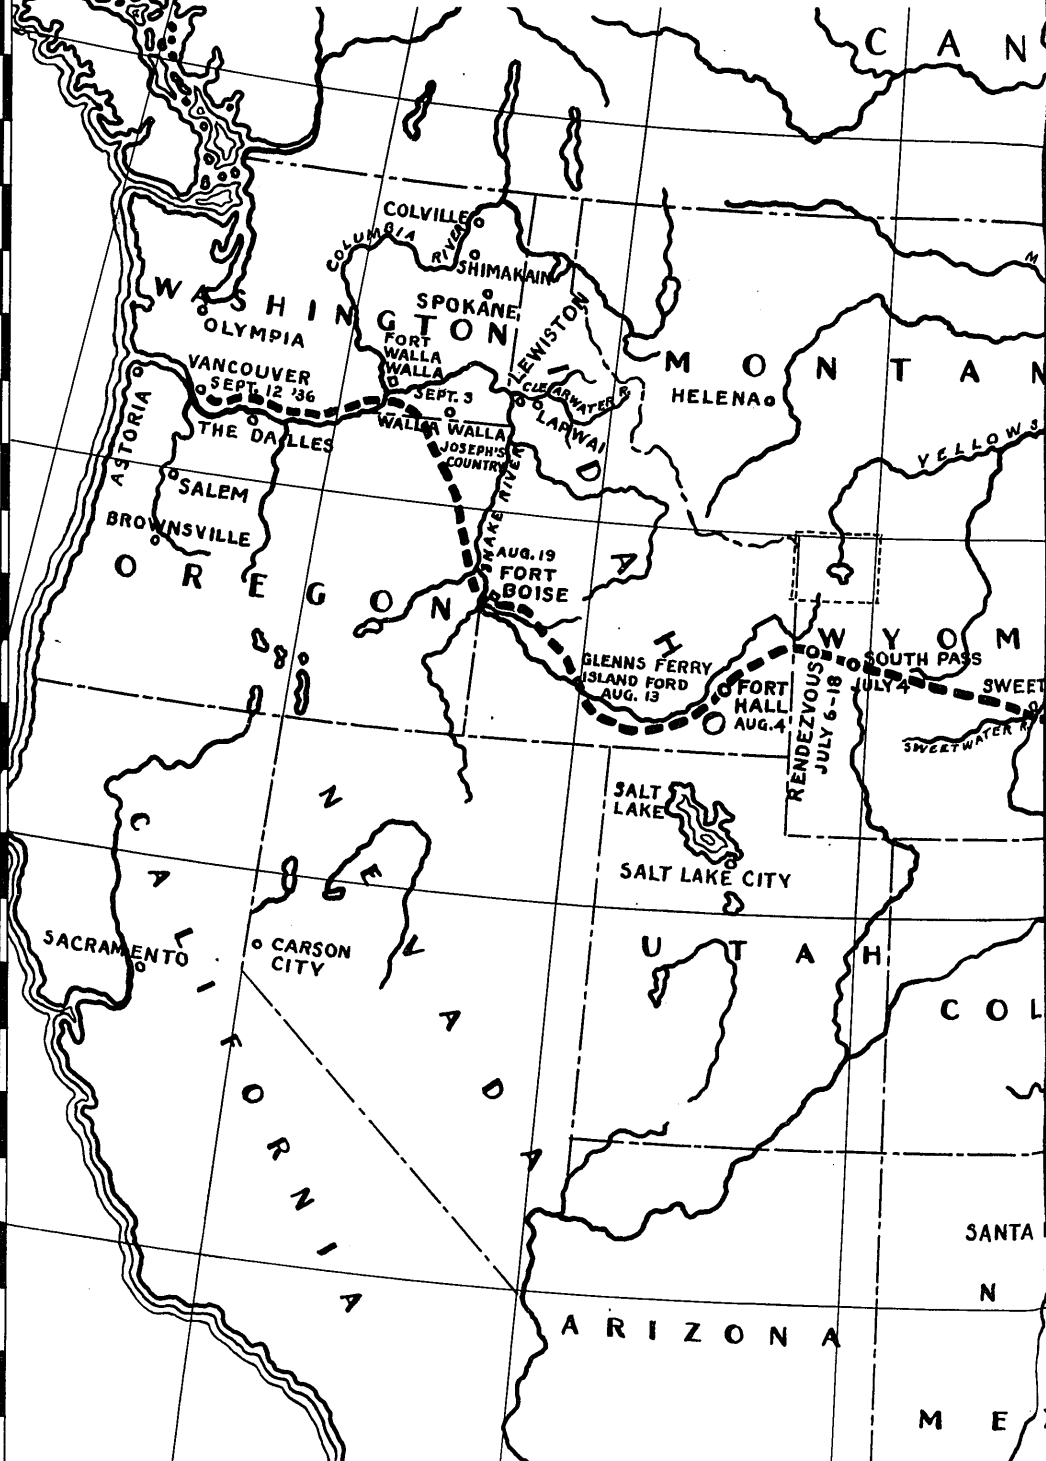 CAN
COLVILLE
COLUMBIA
RIVER
SHIMAKAIN
M
SPOKANE
WASHINGTON
OLYMPIA
LEWISTON
FORT
WALLA
WALLA
MONTAN
VANCOUVER
SEPT. 12 '36
SEPT. 3
CLEARWATER R.
HELENA
LAPWAI
ASTORIA
THE DALLES
WALLA WALLA
JOSEPH'S
COUNTRY
YELLOWS
SALEM
SNAKE RIVER
BROWNSVILLE
AUG. 19
FORT
BOISE
OREGON
IDAHO
WYOM
GLENNS FERRY
ISLAND FORD
AUG. 13
FORT
HALL
AUG. 4
RENDEZVOUS
JULY 6-18
SOUTH PASS
JULY 4
SWEET
SWEETWATER R.
SALT
LAKE
SALT LAKE CITY
NEVADA
CALIFORNIA
SACRAMENTO
CARSON
CITY
UTAH
COL
SANTA
N
ARIZONA
ME